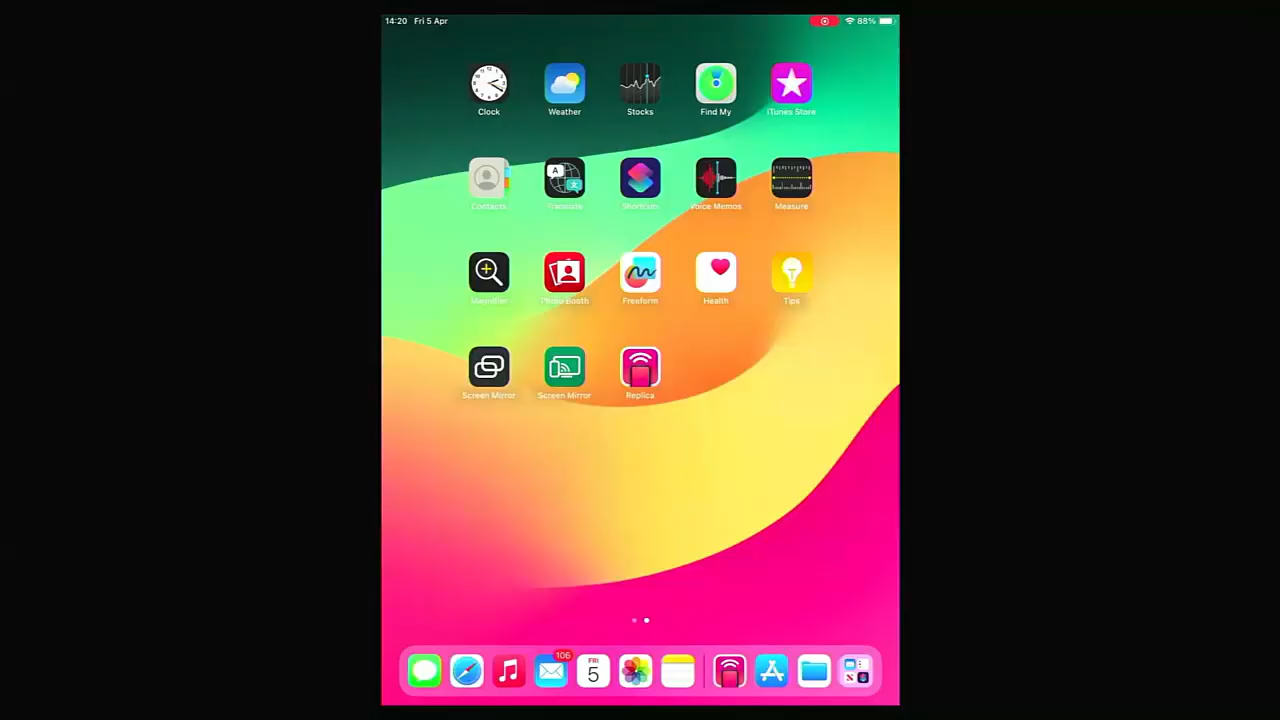 14:20 Fri 5 Apr
88%
Clock Weather Stocks Find My iTunes Store
Contacts Translate Shortcuts Voice Memos Measure
Magnifier Photo Booth Freeform Health Tips
Screen Mirror Screen Mirror Replica
106
FRI
5